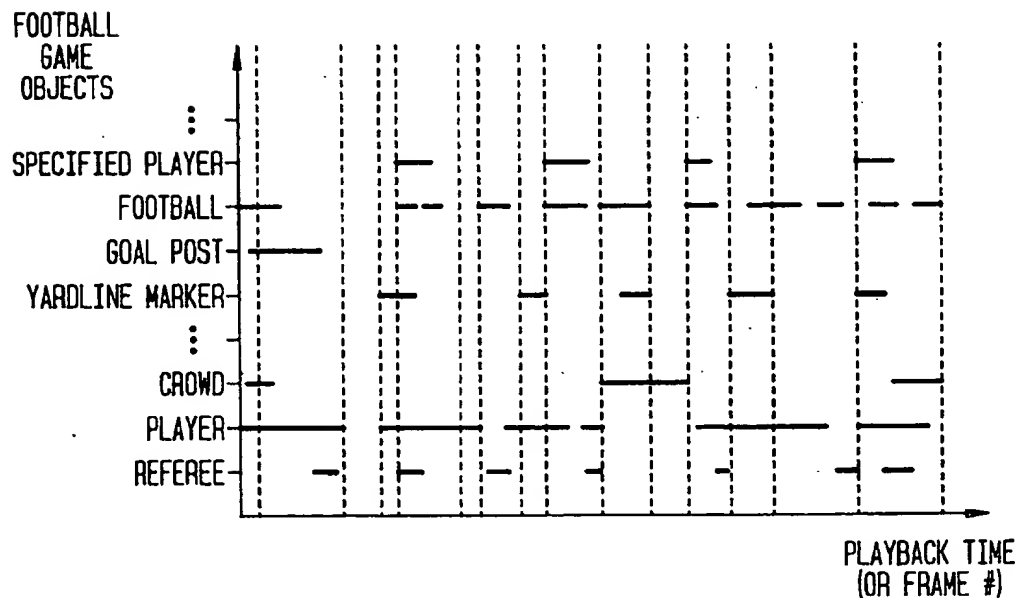 FOOTBALL
GAME
OBJECTS
SPECIFIED PLAYER
FOOTBALL
GOAL POST
YARDLINE MARKER
CROWD
PLAYER
REFEREE
PLAYBACK TIME
(OR FRAME #)